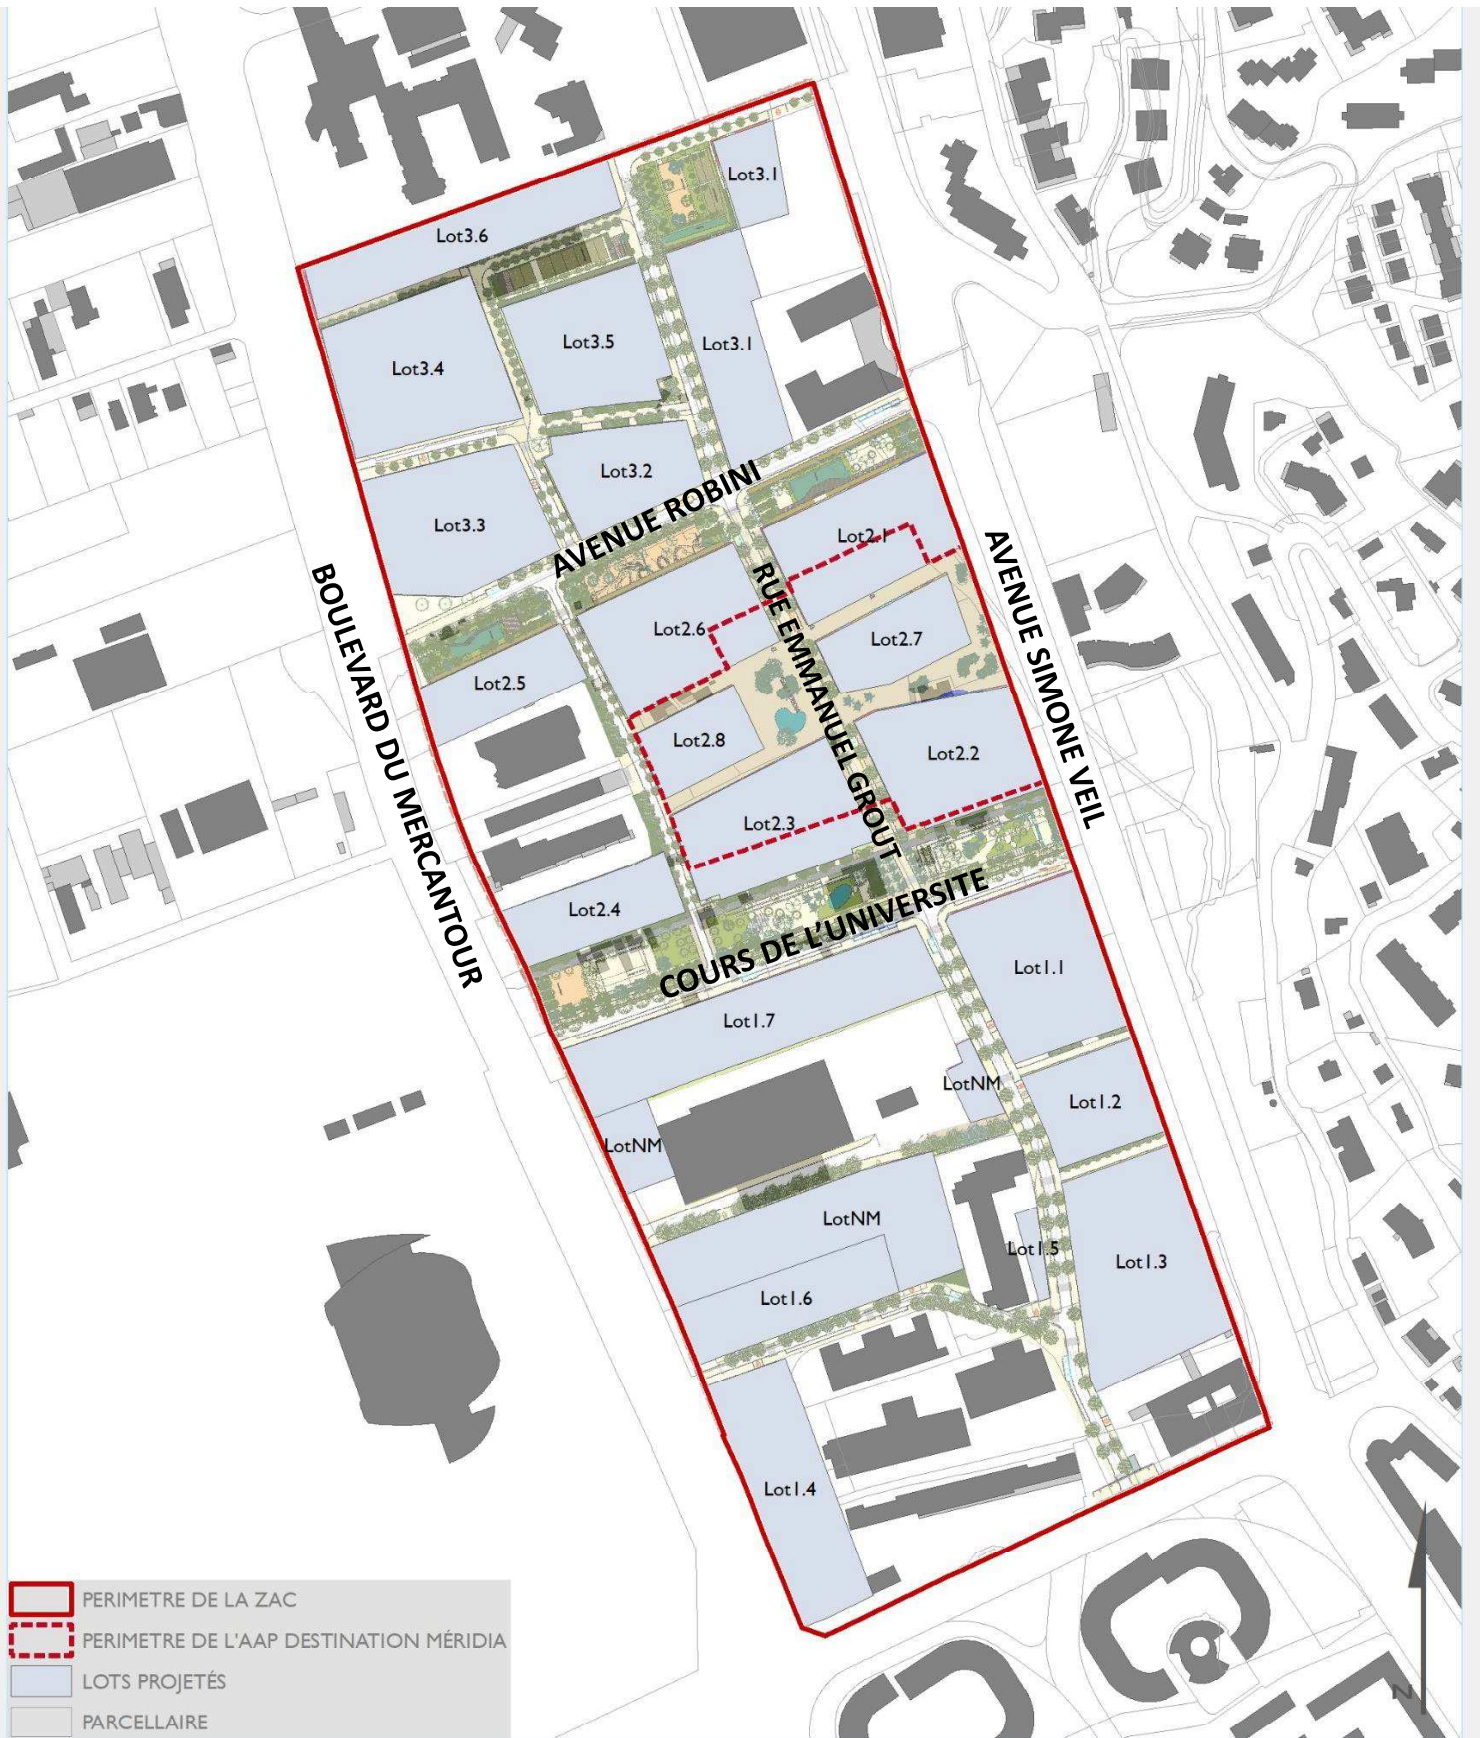 Lot3.1
Lot3.6
Lot3.5
Lot3.1
Lot3.4
Lot3.2
Lot3.3
AVENUE ROBINI
Lot2.1
AVENUE SIMONE VEIL
BOULEVARD DU MERCANTOUR
RUE EMMANUEL GROUT
Lot2.6
Lot2.7
Lot2.5
Lot2.8
Lot2.2
Lot2.3
Lot2.4
COURS DE L'UNIVERSITE
Lot1.1
Lot1.7
LotNM
Lot1.2
LotNM
LotNM
Lot1.5
Lot1.3
Lot1.6
Lot1.4
PERIMETRE DE LA ZAC
PERIMETRE DE L'AAP DESTINATION MÉRIDIA
LOTS PROJETÉS
PARCELLAIRE
N